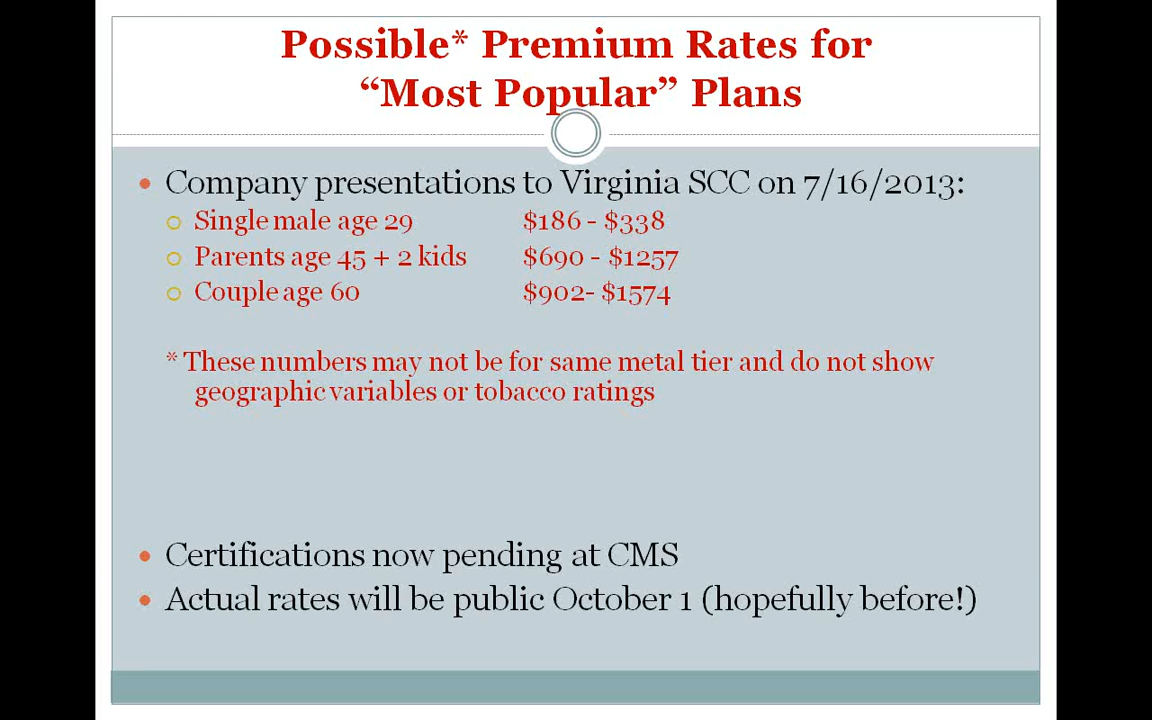 Possible* Premium Rates for
“Most Popular” Plans
Company presentations to Virginia SCC on 7/16/2013:
Single male age 29 $186 - $338
Parents age 45 + 2 kids $690 - $1257
Couple age 60 $902- $1574
* These numbers may not be for same metal tier and do not show
geographic variables or tobacco ratings
Certifications now pending at CMS
Actual rates will be public October 1 (hopefully before!)